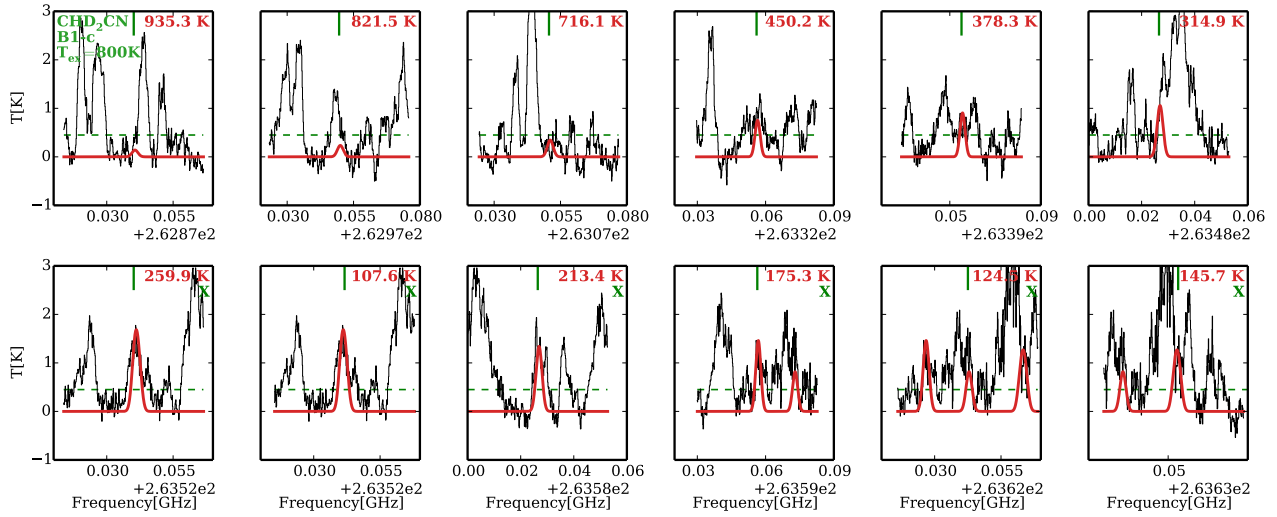 3 CHD2CN 935.3 K 821.5 K 716.1 K 450.2 K 378.3 K 314.9 K
B1-c
Tex=300K
2
T[K]
1
0
−1
0.030 0.055 0.030 0.055 0.080 0.030 0.055 0.080 0.03 0.06 0.09 0.05 0.09 0.00 0.02 0.04 0.06
+2.6287e2 +2.6297e2 +2.6307e2 +2.6332e2 +2.6339e2 +2.6348e2
3 259.9 K 107.6 K 213.4 K 175.3 K 124.5 K 145.7 K
X X X X X X
2
T[K]
1
0
−1
0.030 0.055 0.030 0.055 0.00 0.02 0.04 0.06 0.03 0.06 0.09 0.030 0.055 0.05
+2.6352e2 +2.6352e2 +2.6358e2 +2.6359e2 +2.6362e2 +2.6363e2
Frequency[GHz] Frequency[GHz] Frequency[GHz] Frequency[GHz] Frequency[GHz] Frequency[GHz]